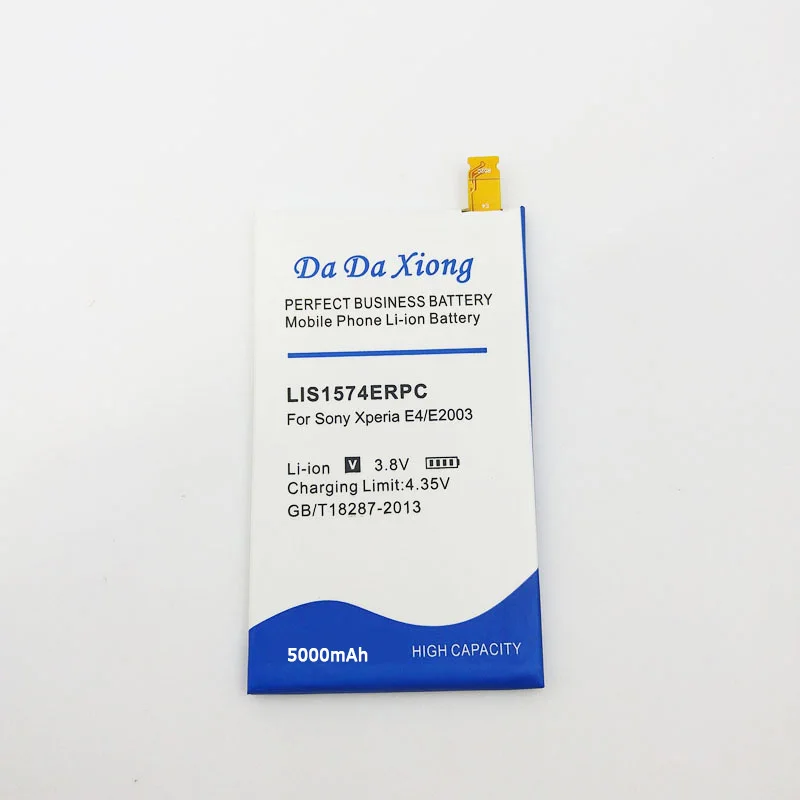 Da Da Xiong
PERFECT BUSINESS BATTERY
Mobile Phone Li-ion Battery
LIS1574ERPC
For Sony Xperia E4/E2003
Li-ion V 3.8V
Charging Limit:4.35V
GB/T18287-2013
5000mAh
HIGH CAPACITY